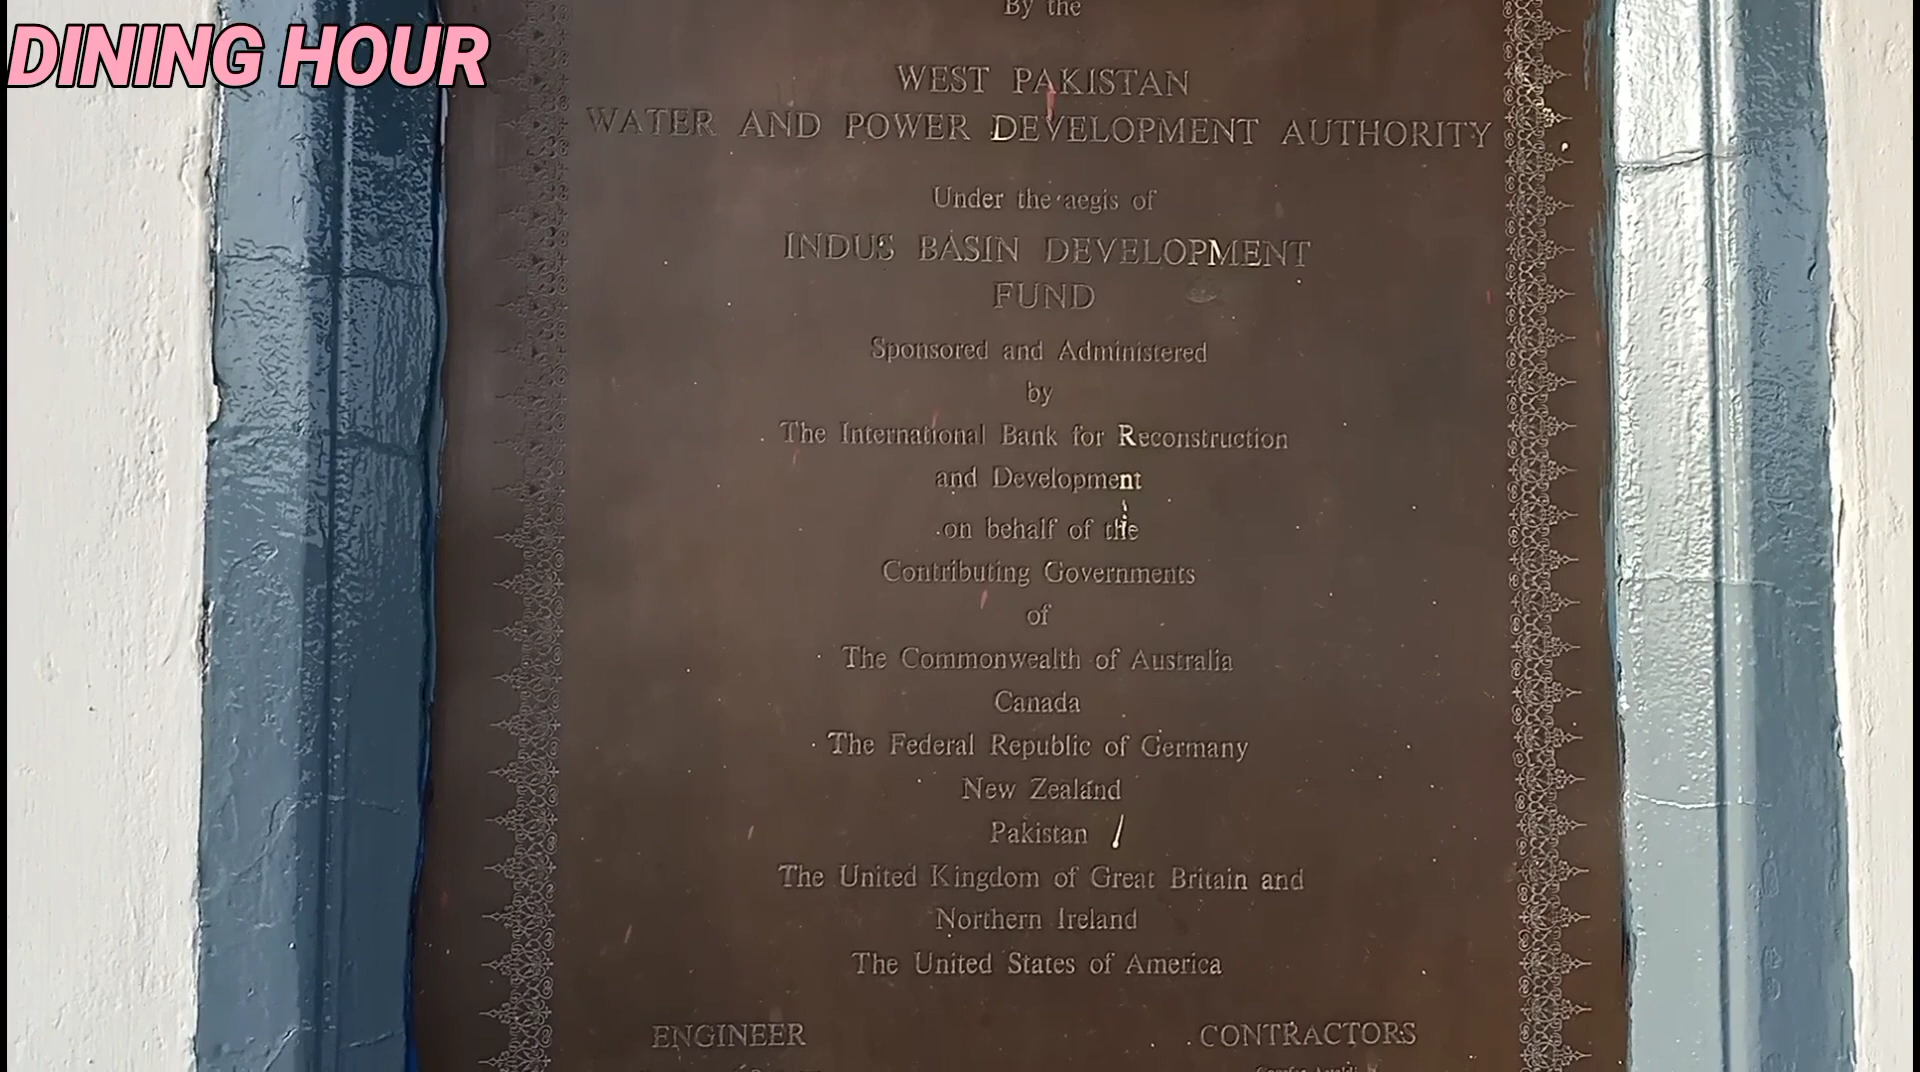 DINING HOUR
By the
WEST PAKISTAN
WATER AND POWER DEVELOPMENT AUTHORITY
Under the aegis of
INDUS BASIN DEVELOPMENT
FUND
Sponsored and Administered
by
The International Bank for Reconstruction
and Development
on behalf of the
Contributing Governments
of
The Commonwealth of Australia
Canada
The Federal Republic of Germany
New Zealand
Pakistan
The United Kingdom of Great Britain and
Northern Ireland
The United States of America
ENGINEER CONTRACTORS